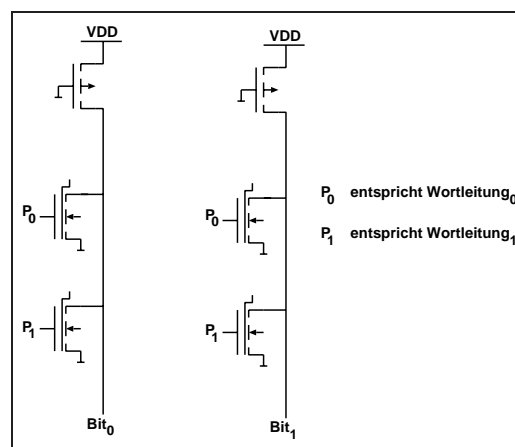 VDD VDD
P0 P0 P0 entspricht Wortleitung0
P1 entspricht Wortleitung1
P1 P1
Bit0 Bit1